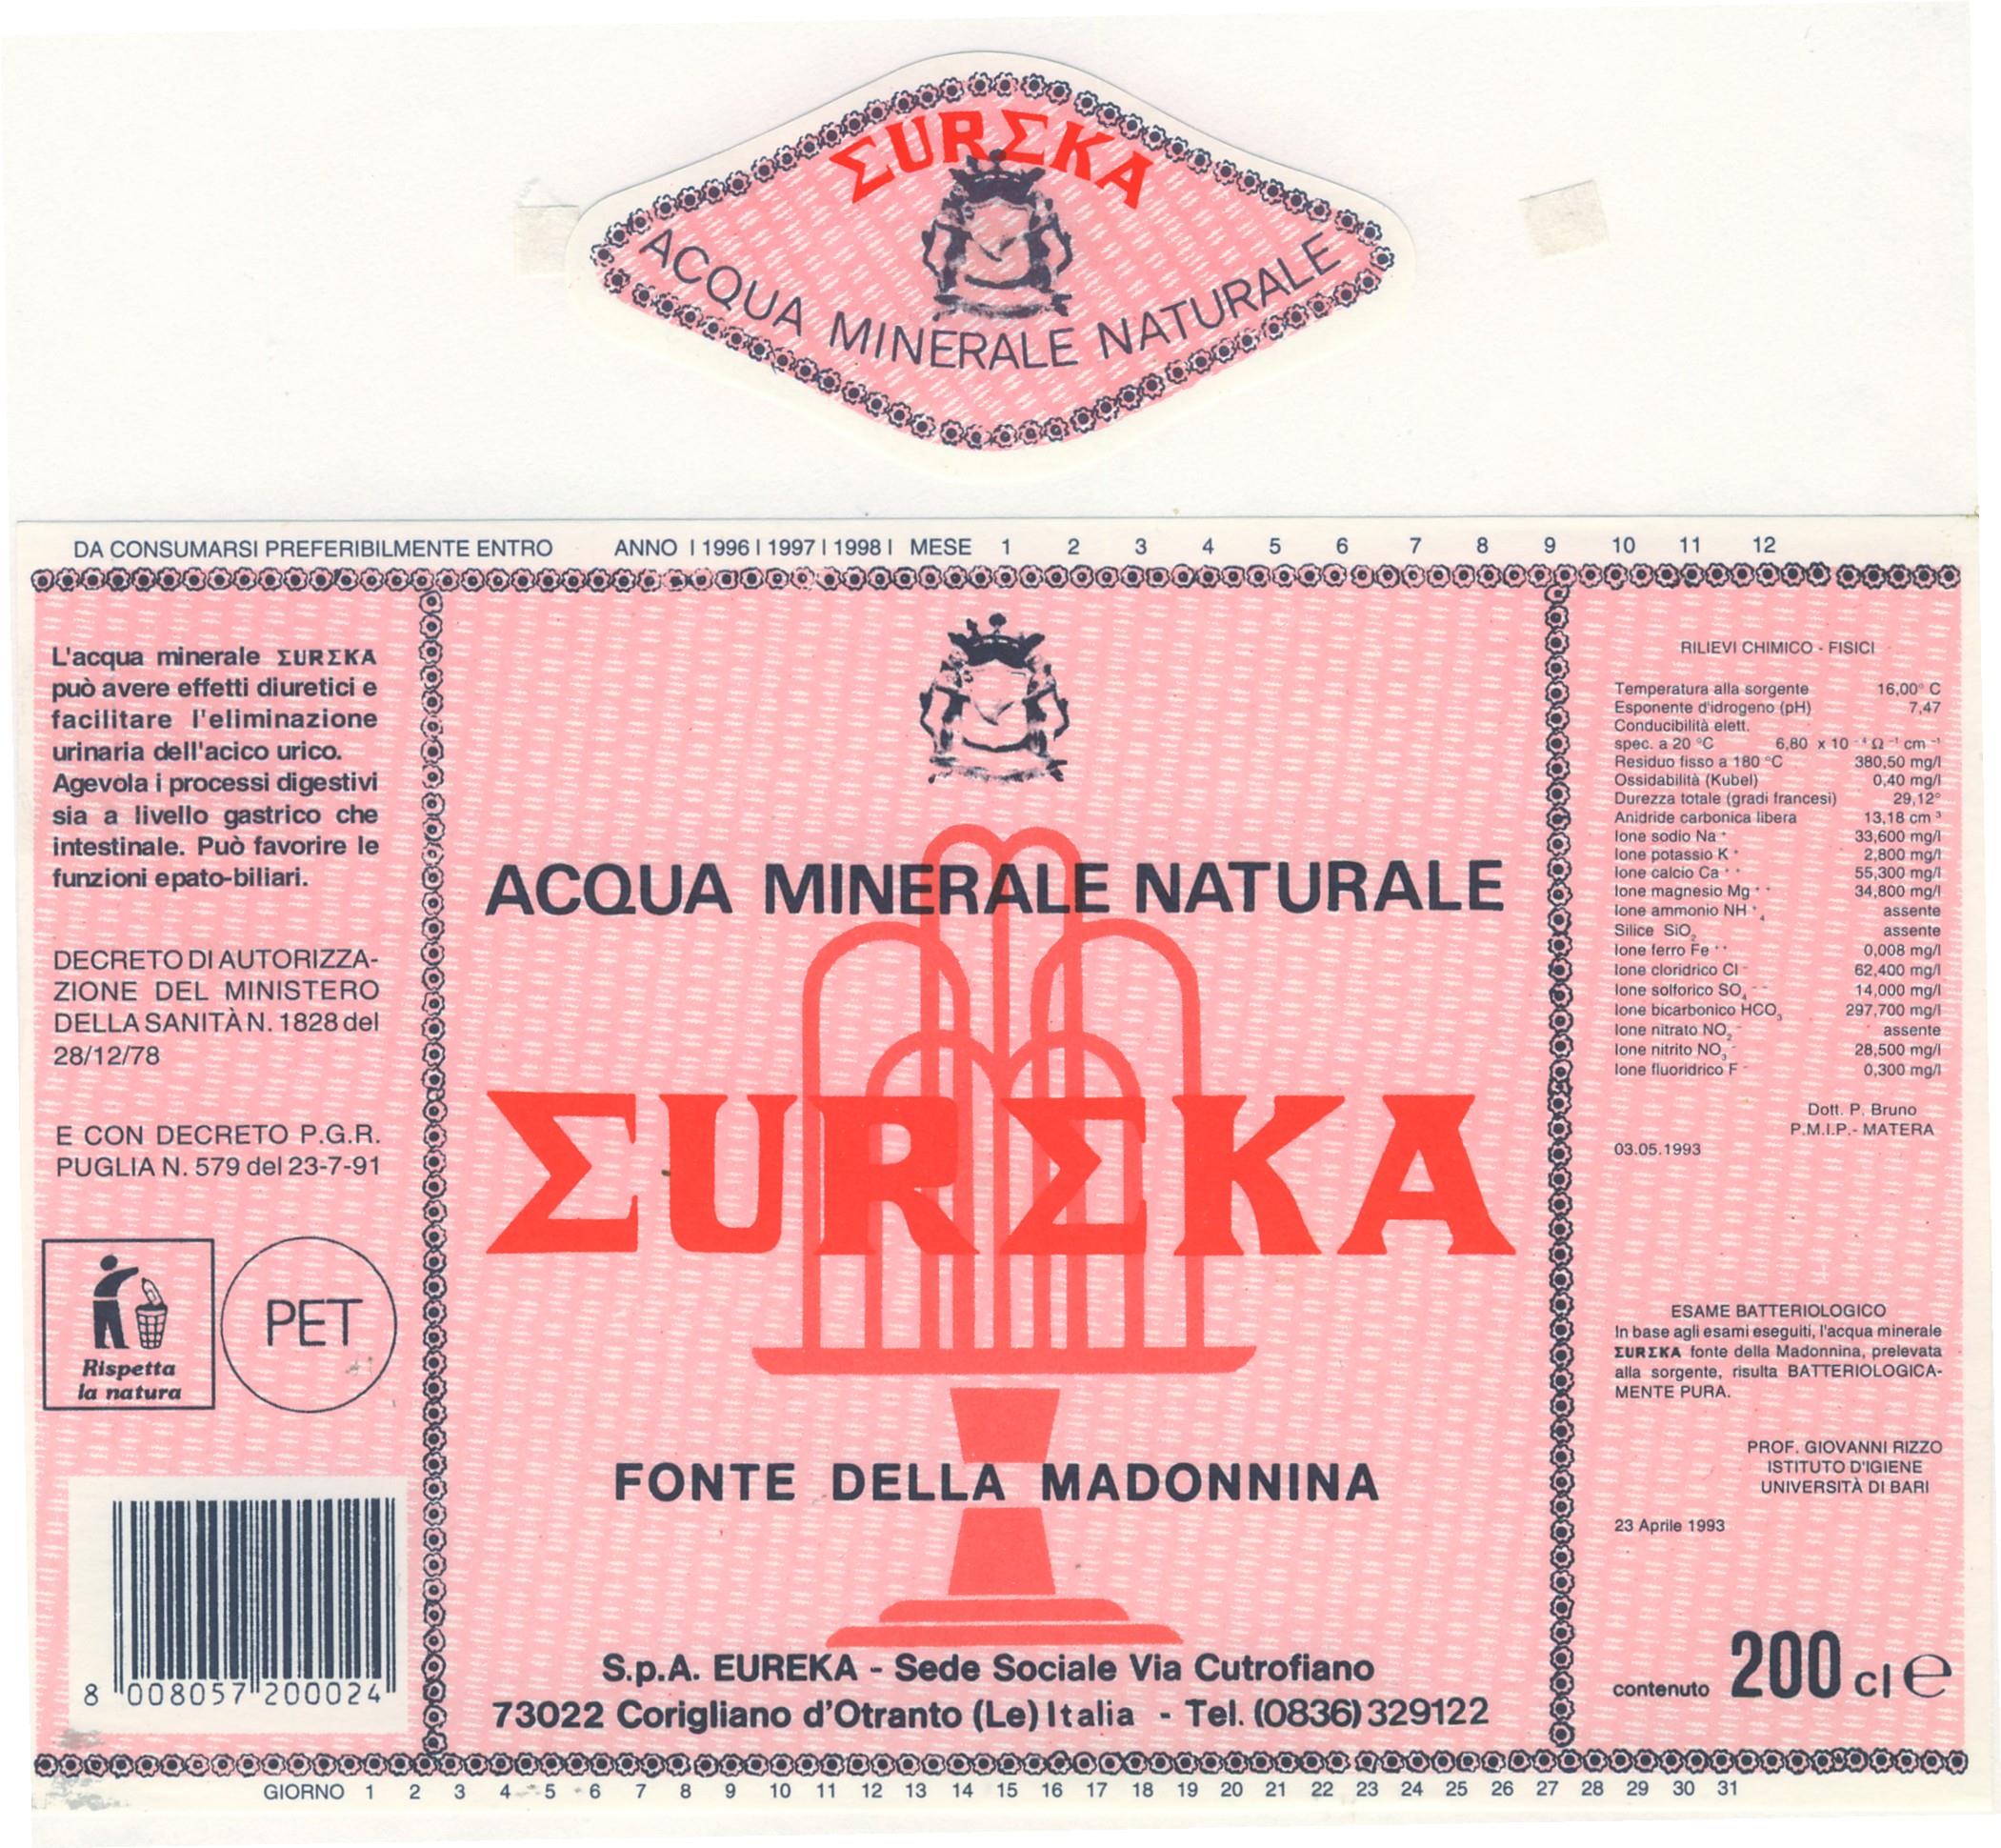 ΣURΣKA
ACQUA MINERALE NATURALE
DA CONSUMARSI PREFERIBILMENTE ENTRO ANNO | 1996 | 1997 | 1998 | MESE 1 2 3 4 5 6 7 8 9 10 11 12
L'acqua minerale ΣURΣKA
può avere effetti diuretici e
facilitare l'eliminazione
urinaria dell'acico urico.
Agevola i processi digestivi
sia a livello gastrico che
intestinale. Può favorire le
funzioni epato-biliari.
DECRETO DI AUTORIZZA-
ZIONE DEL MINISTERO
DELLA SANITÀ N. 1828 del
28/12/78
E CON DECRETO P.G.R.
PUGLIA N. 579 del 23-7-91
Rispetta
la natura
PET
8 008057 200024
ACQUA MINERALE NATURALE
ΣURΣKA
FONTE DELLA MADONNINA
S.p.A. EUREKA - Sede Sociale Via Cutrofiano
73022 Corigliano d'Otranto (Le) Italia - Tel. (0836) 329122
RILIEVI CHIMICO - FISICI
Temperatura alla sorgente 16,00° C
Esponente d'idrogeno (pH) 7,47
Conducibilità elett.
spec. a 20 °C 6,80 x 10⁻⁴ Ω⁻¹ cm⁻¹
Residuo fisso a 180 °C 380,50 mg/l
Ossidabilità (Kubel) 0,40 mg/l
Durezza totale (gradi francesi) 29,12°
Anidride carbonica libera 13,18 cm³
Ione sodio Na⁺ 33,600 mg/l
Ione potassio K⁺ 2,800 mg/l
Ione calcio Ca⁺⁺ 55,300 mg/l
Ione magnesio Mg⁺⁺ 34,800 mg/l
Ione ammonio NH₄⁺ assente
Silice SiO₂ assente
Ione ferro Fe⁺⁺ 0,008 mg/l
Ione cloridrico Cl⁻ 62,400 mg/l
Ione solforico SO₄⁻⁻ 14,000 mg/l
Ione bicarbonico HCO₃ 297,700 mg/l
Ione nitrato NO₂⁻ assente
Ione nitrito NO₃⁻ 28,500 mg/l
Ione fluoridrico F⁻ 0,300 mg/l
Dott. P. Bruno
P.M.I.P.- MATERA
03.05.1993
ESAME BATTERIOLOGICO
In base agli esami eseguiti, l'acqua minerale
ΣURΣKA fonte della Madonnina, prelevata
alla sorgente, risulta BATTERIOLOGICA-
MENTE PURA.
PROF. GIOVANNI RIZZO
ISTITUTO D'IGIENE
UNIVERSITÀ DI BARI
23 Aprile 1993
contenuto 200 cl e
GIORNO 1 2 3 4 5 6 7 8 9 10 11 12 13 14 15 16 17 18 19 20 21 22 23 24 25 26 27 28 29 30 31